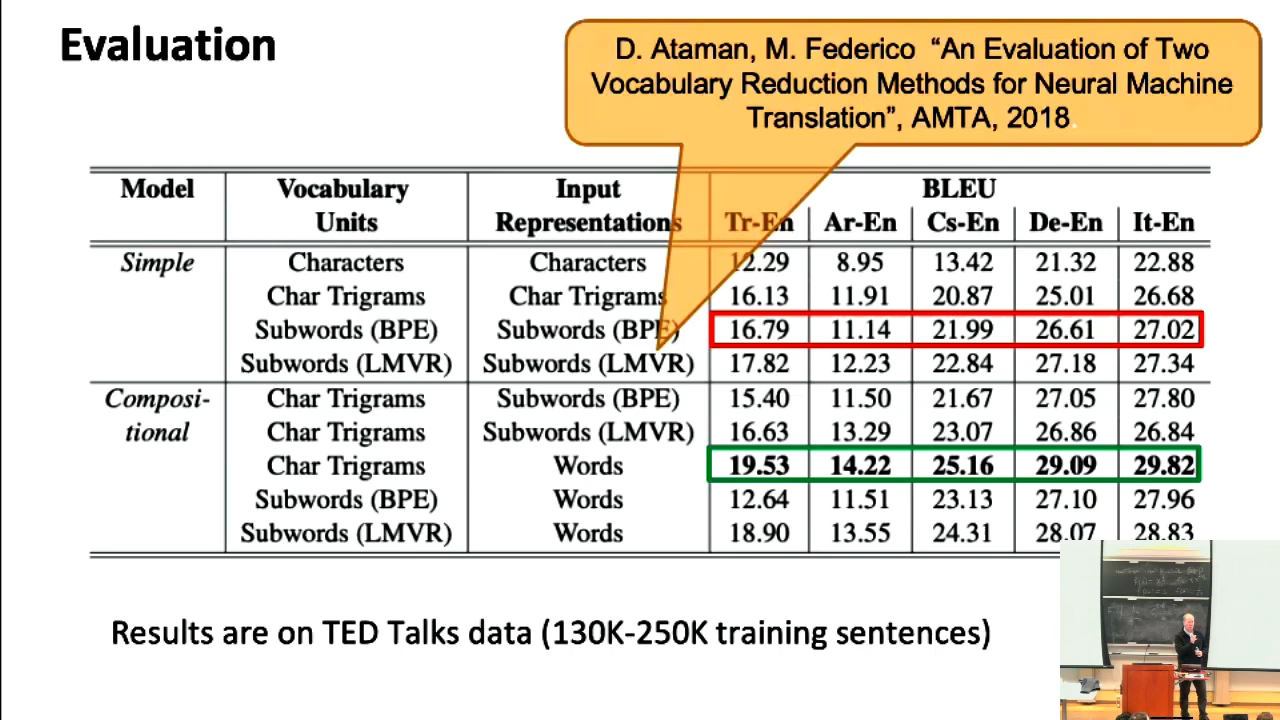 Evaluation
D. Ataman, M. Federico “An Evaluation of Two
Vocabulary Reduction Methods for Neural Machine
Translation”, AMTA, 2018.
Model Vocabulary Input BLEU
Units Representations Tr-En Ar-En Cs-En De-En It-En
Simple Characters Characters 12.29 8.95 13.42 21.32 22.88
Char Trigrams Char Trigrams 16.13 11.91 20.87 25.01 26.68
Subwords (BPE) Subwords (BPE) 16.79 11.14 21.99 26.61 27.02
Subwords (LMVR) Subwords (LMVR) 17.82 12.23 22.84 27.18 27.34
Composi- Char Trigrams Subwords (BPE) 15.40 11.50 21.67 27.05 27.80
tional Char Trigrams Subwords (LMVR) 16.63 13.29 23.07 26.86 26.84
Char Trigrams Words 19.53 14.22 25.16 29.09 29.82
Subwords (BPE) Words 12.64 11.51 23.13 27.10 27.96
Subwords (LMVR) Words 18.90 13.55 24.31 28.07 28.83
Results are on TED Talks data (130K-250K training sentences)